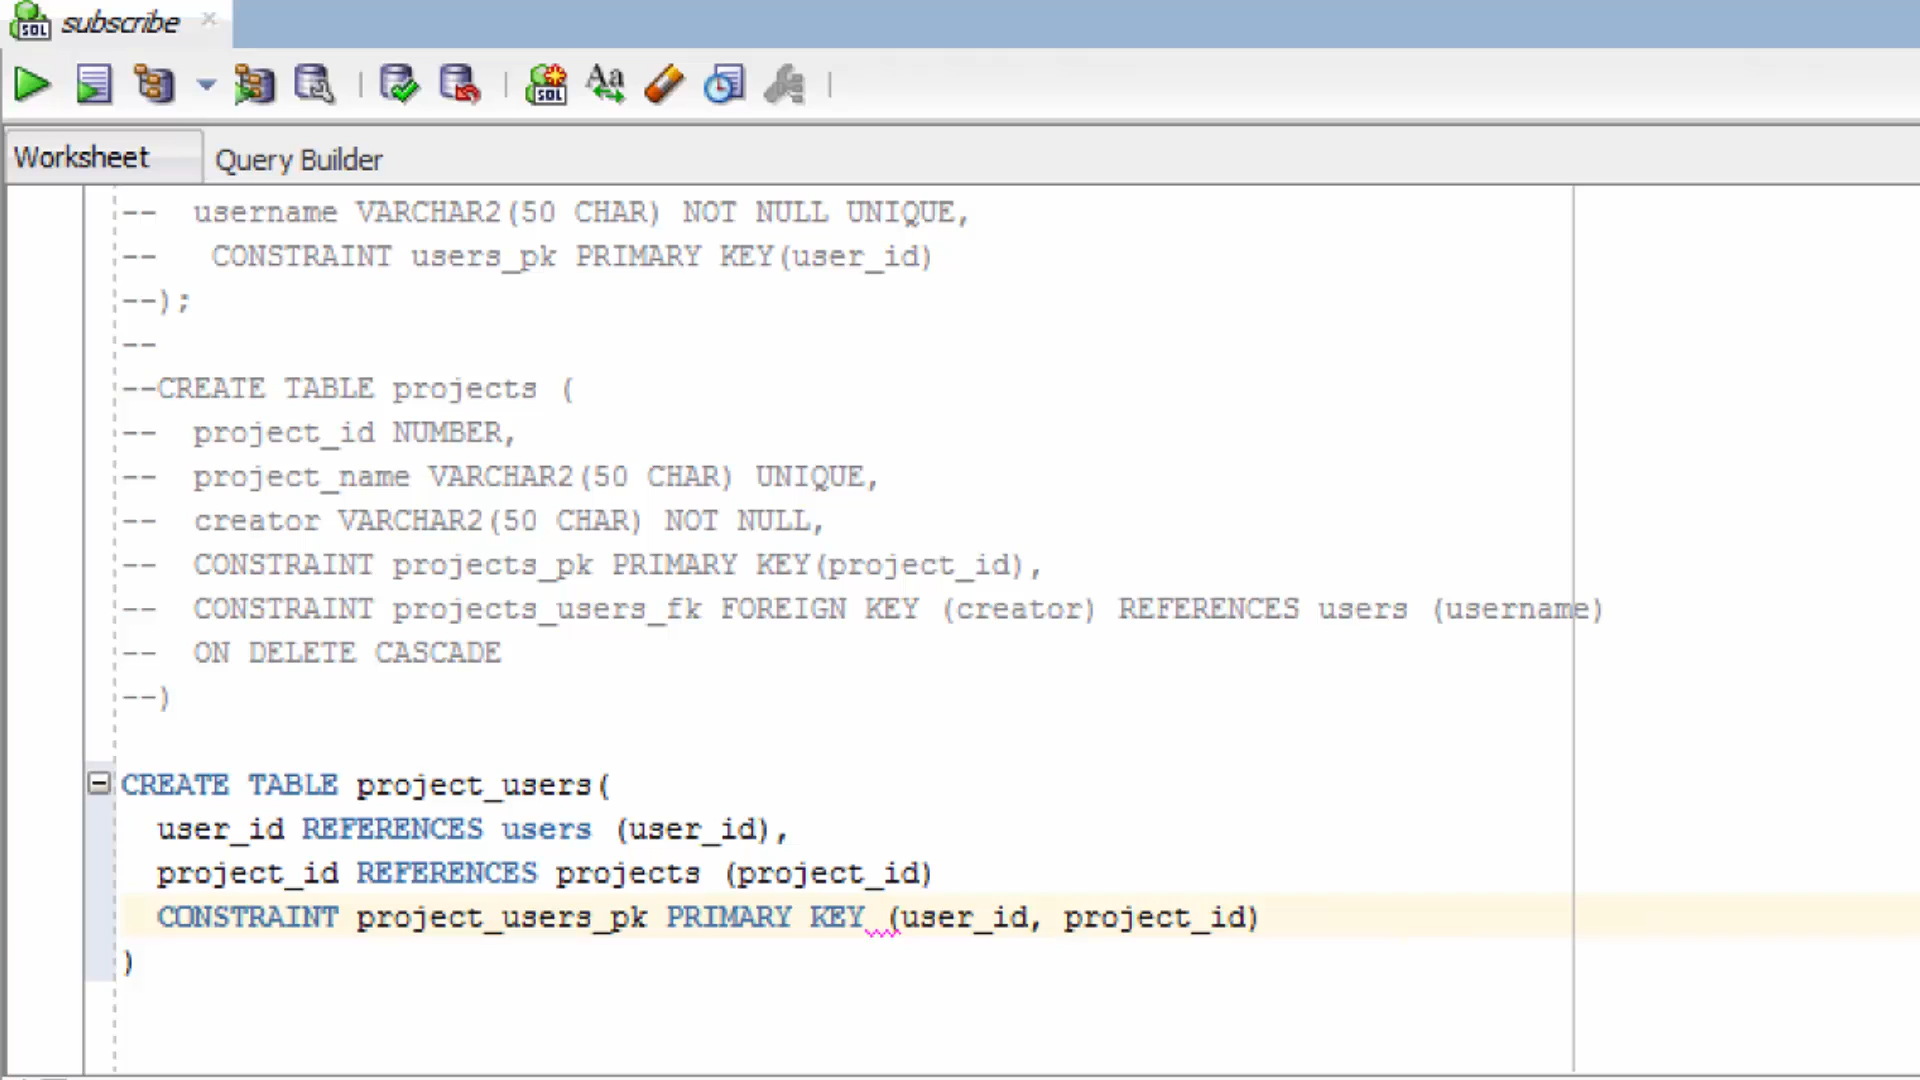 subscribe
SQL
SQL Aa
Worksheet Query Builder
-- username VARCHAR2(50 CHAR) NOT NULL UNIQUE,
--   CONSTRAINT users_pk PRIMARY KEY(user_id)
--);
--
--CREATE TABLE projects (
--  project_id NUMBER,
--  project_name VARCHAR2(50 CHAR) UNIQUE,
--  creator VARCHAR2(50 CHAR) NOT NULL,
--  CONSTRAINT projects_pk PRIMARY KEY(project_id),
--  CONSTRAINT projects_users_fk FOREIGN KEY (creator) REFERENCES users (username)
--  ON DELETE CASCADE
--)
CREATE TABLE project_users(
  user_id REFERENCES users (user_id),
  project_id REFERENCES projects (project_id)
  CONSTRAINT project_users_pk PRIMARY KEY (user_id, project_id)
)